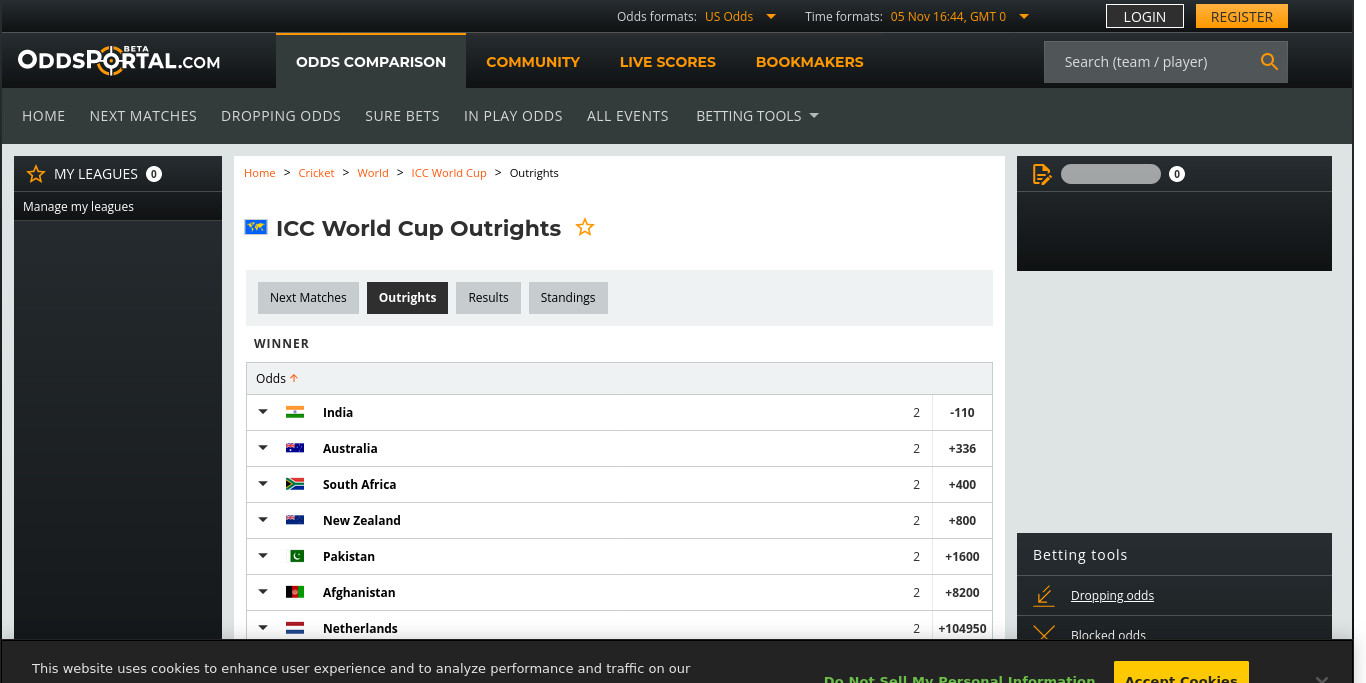 Odds formats: US Odds Time formats: 05 Nov 16:44, GMT 0 LOGIN REGISTER
ODDSPORTAL.COM BETA ODDS COMPARISON COMMUNITY LIVE SCORES BOOKMAKERS Search (team / player)
HOME NEXT MATCHES DROPPING ODDS SURE BETS IN PLAY ODDS ALL EVENTS BETTING TOOLS
MY LEAGUES 0
Manage my leagues
Home > Cricket > World > ICC World Cup > Outrights
0
ICC World Cup Outrights
Next Matches Outrights Results Standings
WINNER
Odds
India 2 -110
Australia 2 +336
South Africa 2 +400
New Zealand 2 +800
Pakistan 2 +1600
Afghanistan 2 +8200
Netherlands 2 +104950
Betting tools
Dropping odds
Blocked odds
This website uses cookies to enhance user experience and to analyze performance and traffic on our
Do Not Sell My Personal Information Accept Cookies